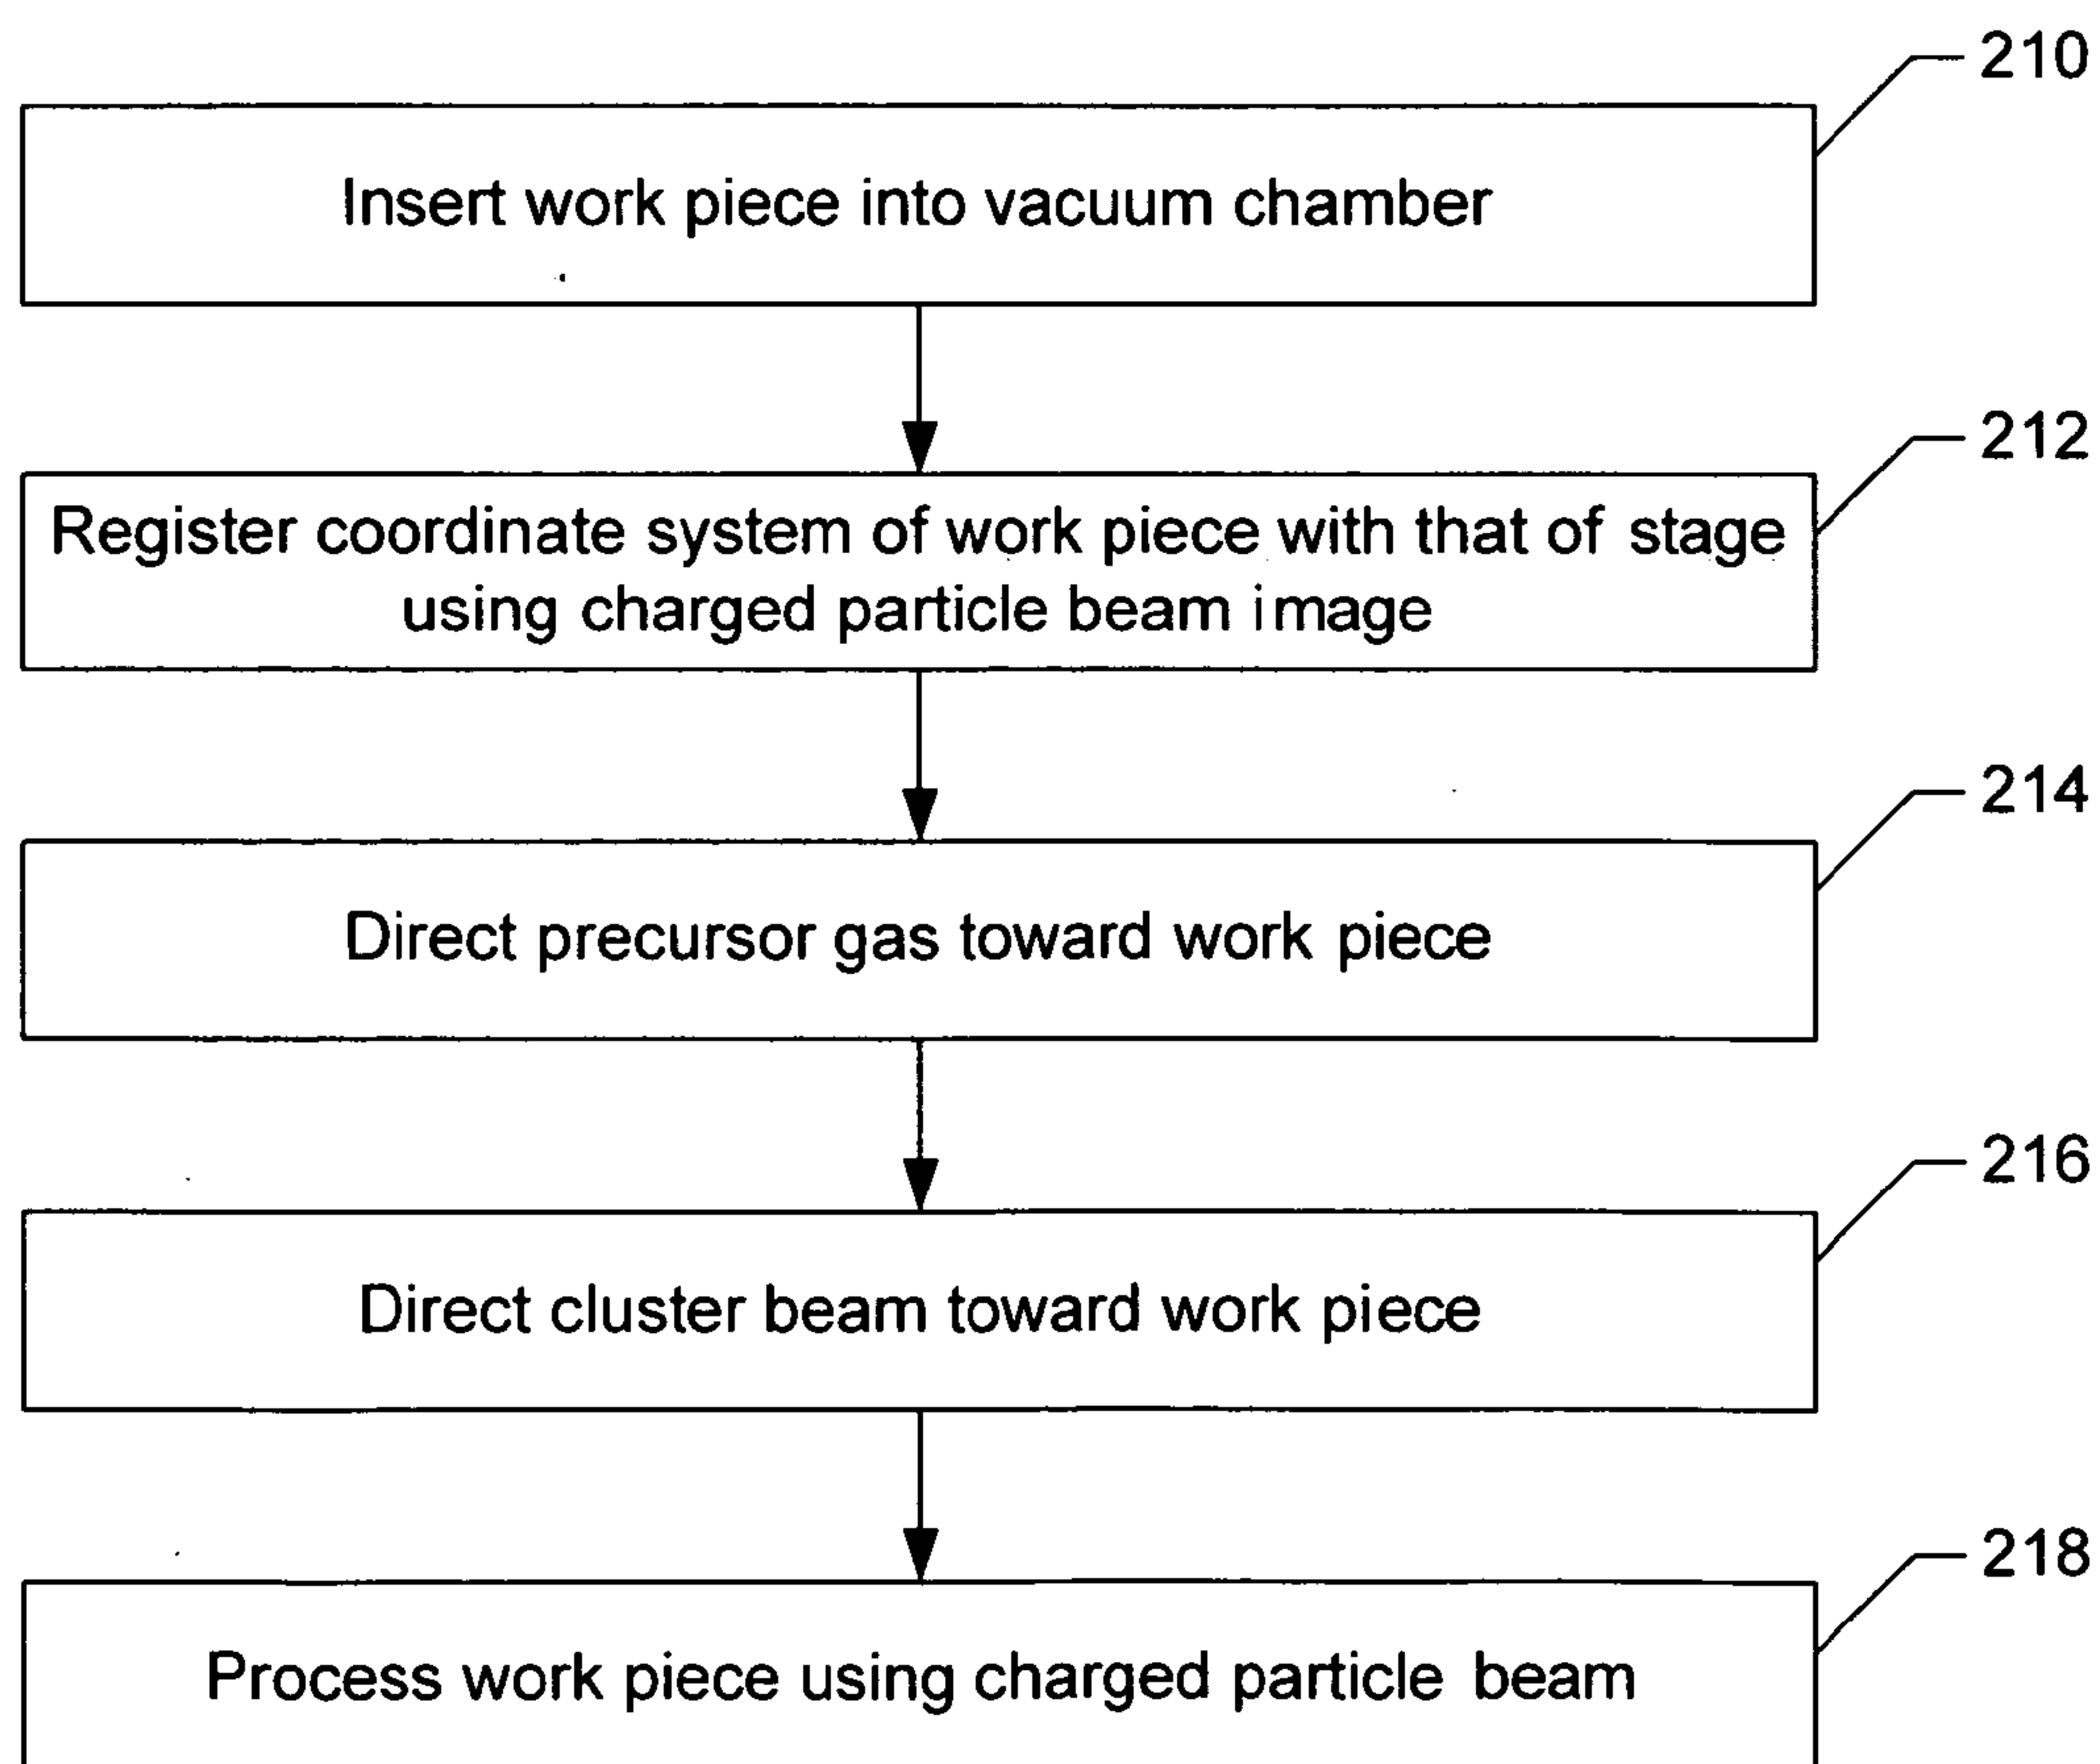 210
Insert work piece into vacuum chamber
212
Register coordinate system of work piece with that of stage
using charged particle beam image
214
Direct precursor gas toward work piece
216
Direct cluster beam toward work piece
218
Process work piece using charged particle beam